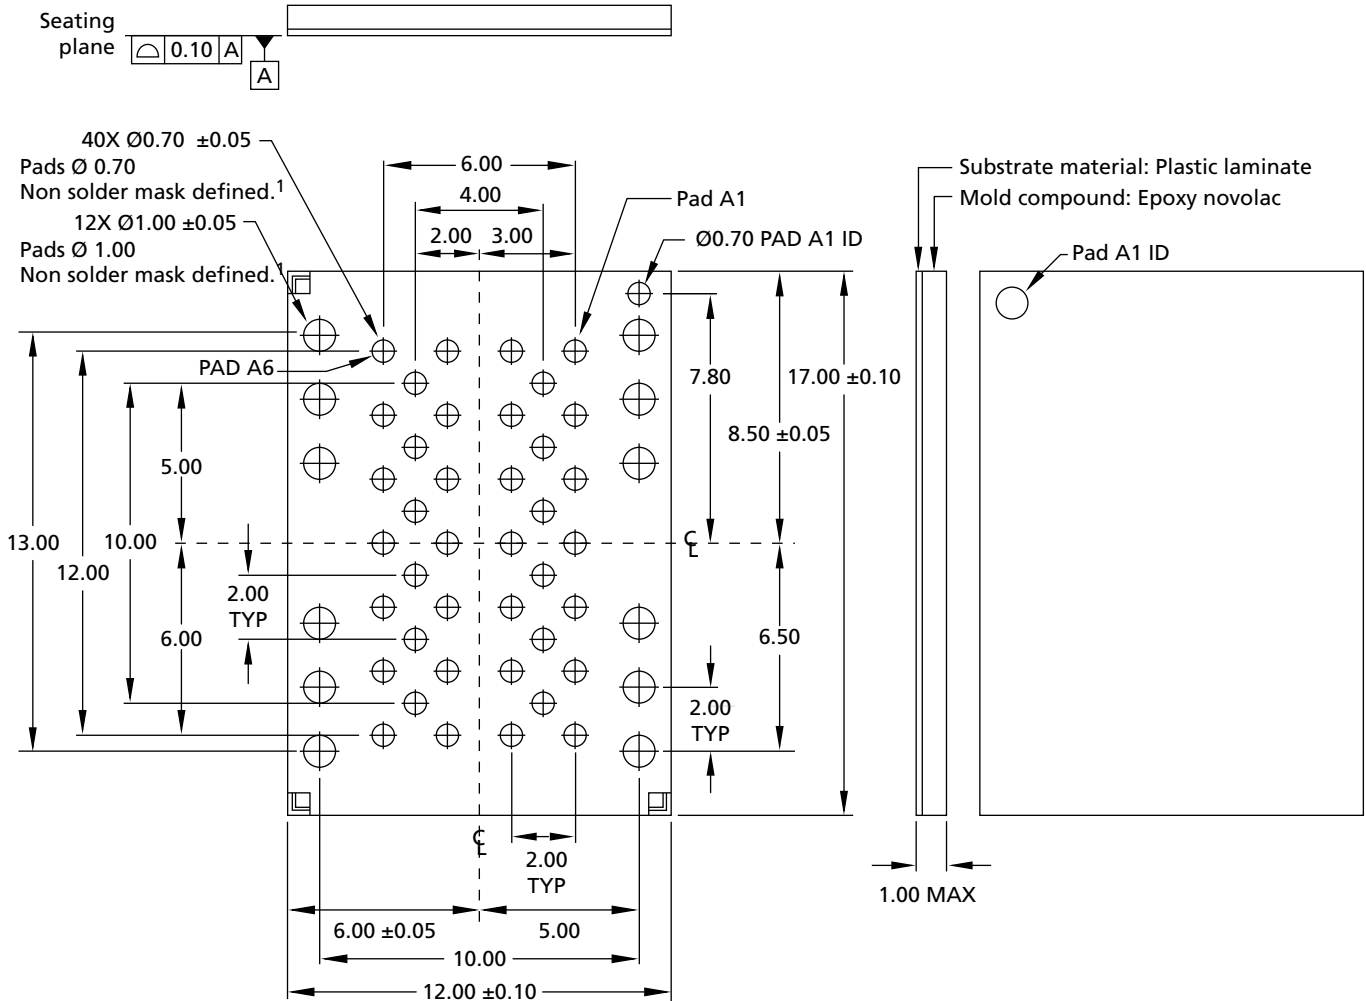 Seating
plane
0.10 A
A
40X Ø0.70 ±0.05
Pads Ø 0.70
Non solder mask defined.1
12X Ø1.00 ±0.05
Pads Ø 1.00
Non solder mask defined.1
6.00
4.00
2.00 3.00
Pad A1
Ø0.70 PAD A1 ID
Substrate material: Plastic laminate
Mold compound: Epoxy novolac
Pad A1 ID
PAD A6
7.80
17.00 ±0.10
8.50 ±0.05
5.00
13.00
10.00
12.00
2.00
TYP
6.00
CL
6.50
2.00
TYP
CL
2.00
TYP
1.00 MAX
6.00 ±0.05
5.00
10.00
12.00 ±0.10